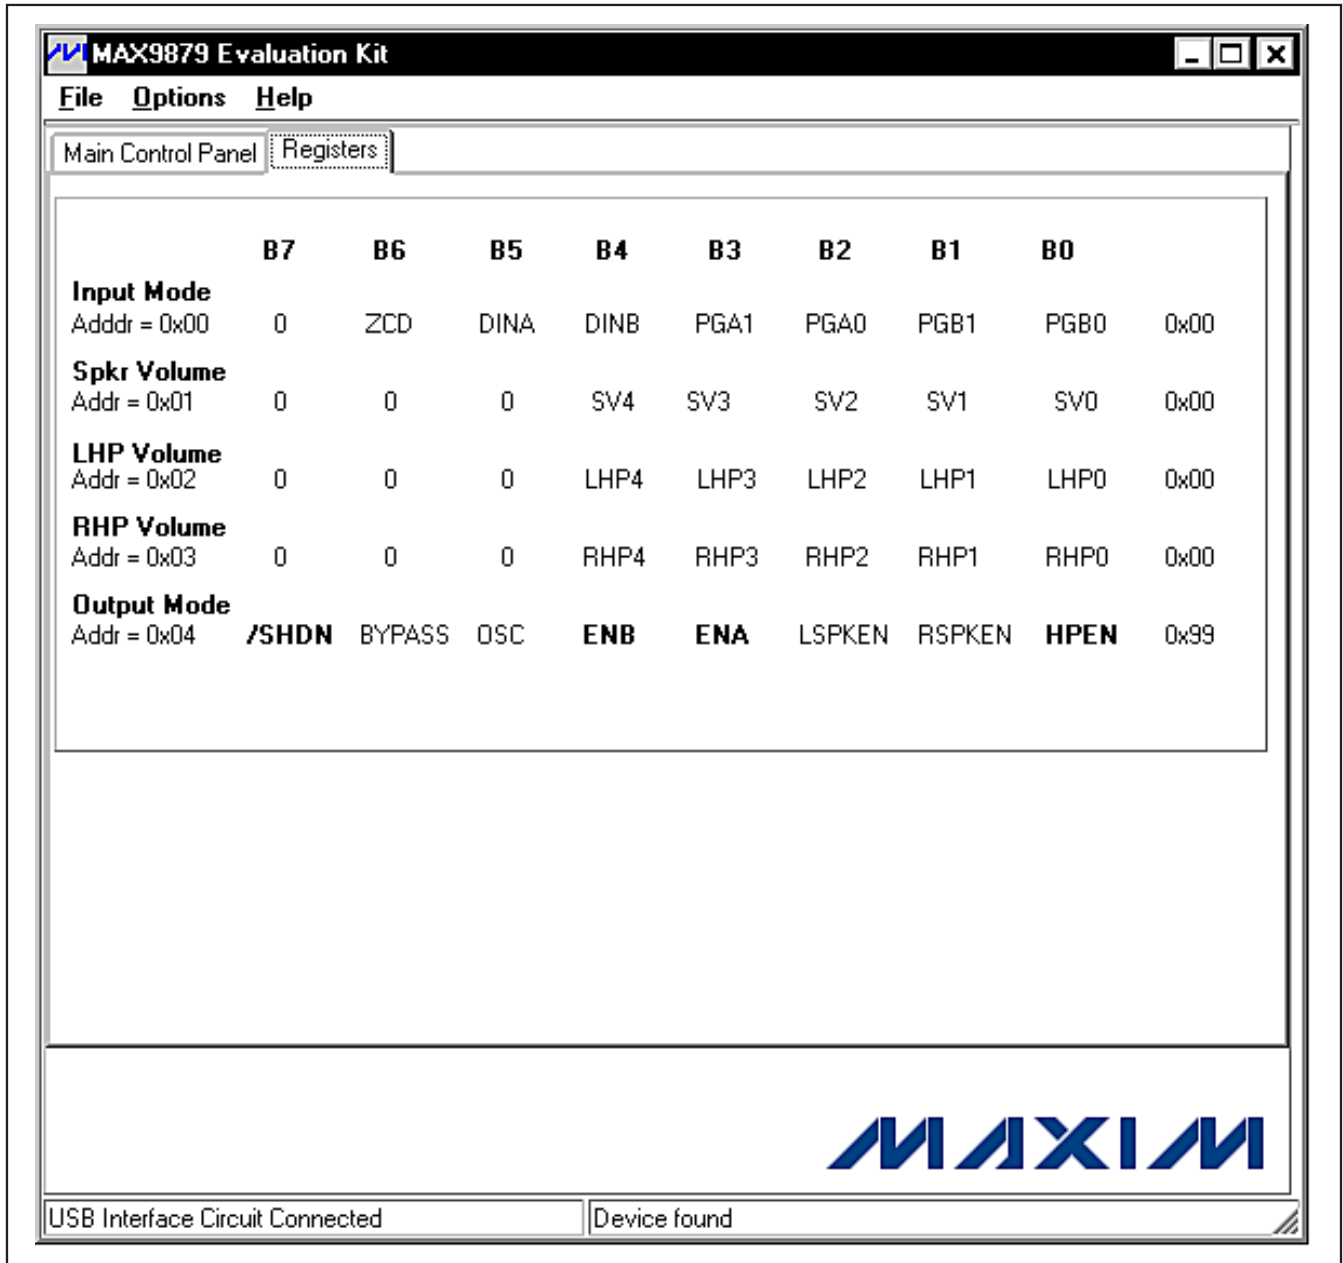 MAX9879 Evaluation Kit
File Options Help
Main Control Panel Registers
B7 B6 B5 B4 B3 B2 B1 B0
Input Mode
Adddr = 0x00 0 ZCD DINA DINB PGA1 PGA0 PGB1 PGB0 0x00
Spkr Volume
Addr = 0x01 0 0 0 SV4 SV3 SV2 SV1 SV0 0x00
LHP Volume
Addr = 0x02 0 0 0 LHP4 LHP3 LHP2 LHP1 LHP0 0x00
RHP Volume
Addr = 0x03 0 0 0 RHP4 RHP3 RHP2 RHP1 RHP0 0x00
Output Mode
Addr = 0x04 /SHDN BYPASS OSC ENB ENA LSPKEN RSPKEN HPEN 0x99
MAXIM
USB Interface Circuit Connected Device found